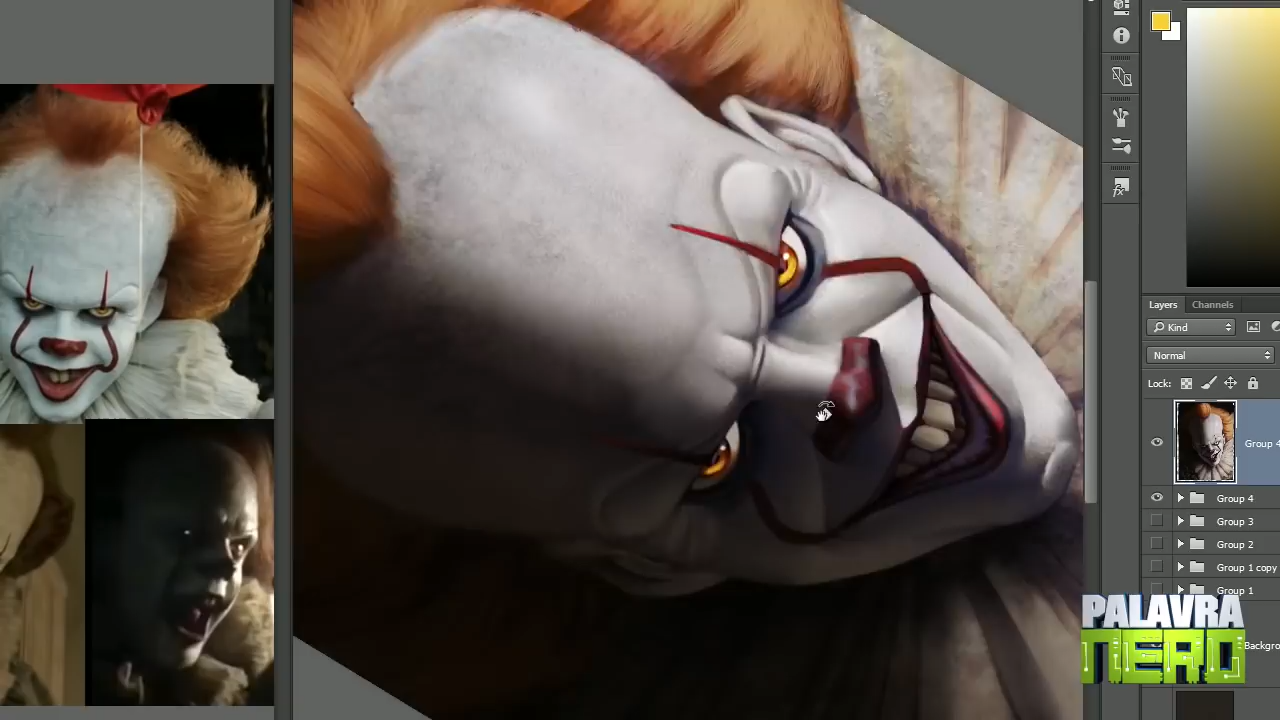 Layers Channels
Kind
Normal
Lock:
Group 4
Group 4
Group 3
Group 2
Group 1 copy
Group 1
PALAVRA
NERD